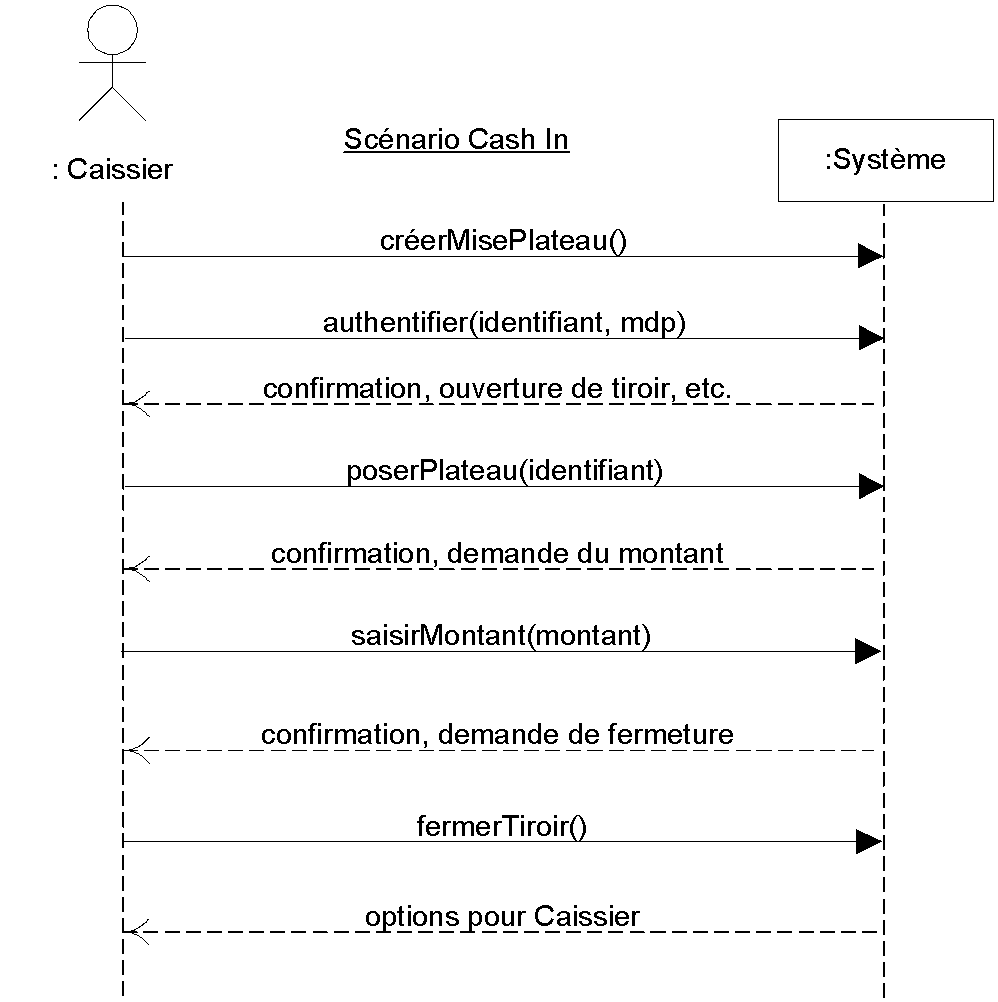 Scénario Cash In
: Caissier
:Système
créerMisePlateau()
authentifier(identifiant, mdp)
confirmation, ouverture de tiroir, etc.
poserPlateau(identifiant)
confirmation, demande du montant
saisirMontant(montant)
confirmation, demande de fermeture
fermerTiroir()
options pour Caissier